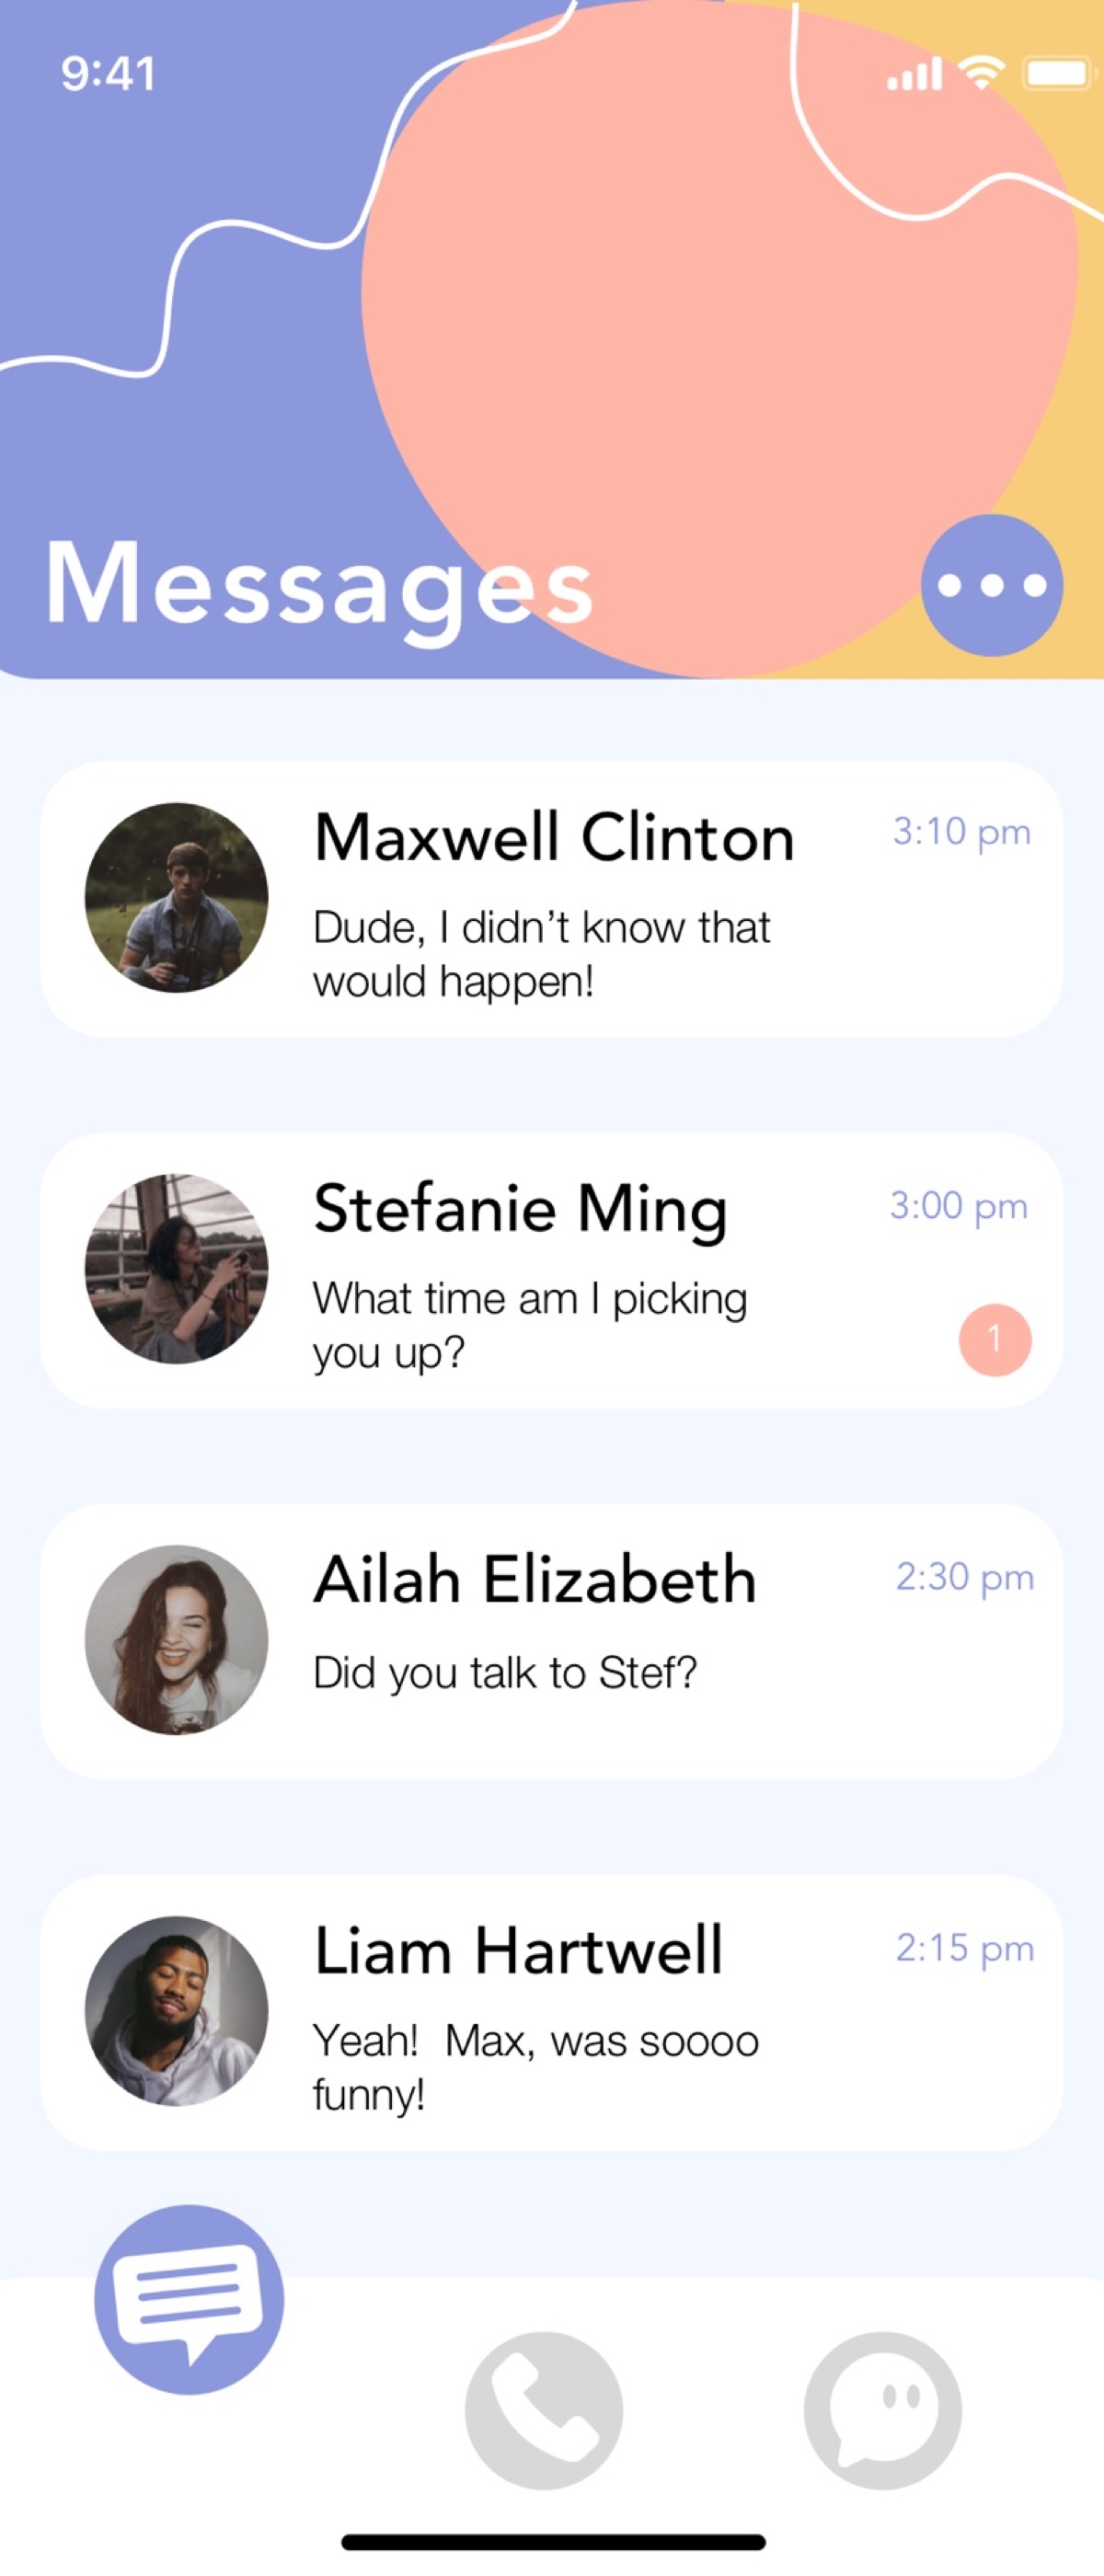 9:41
Messages
Maxwell Clinton
3:10 pm
Dude, I didn’t know that
would happen!
Stefanie Ming
3:00 pm
What time am I picking
you up?
1
Ailah Elizabeth
2:30 pm
Did you talk to Stef?
Liam Hartwell
2:15 pm
Yeah!  Max, was soooo
funny!